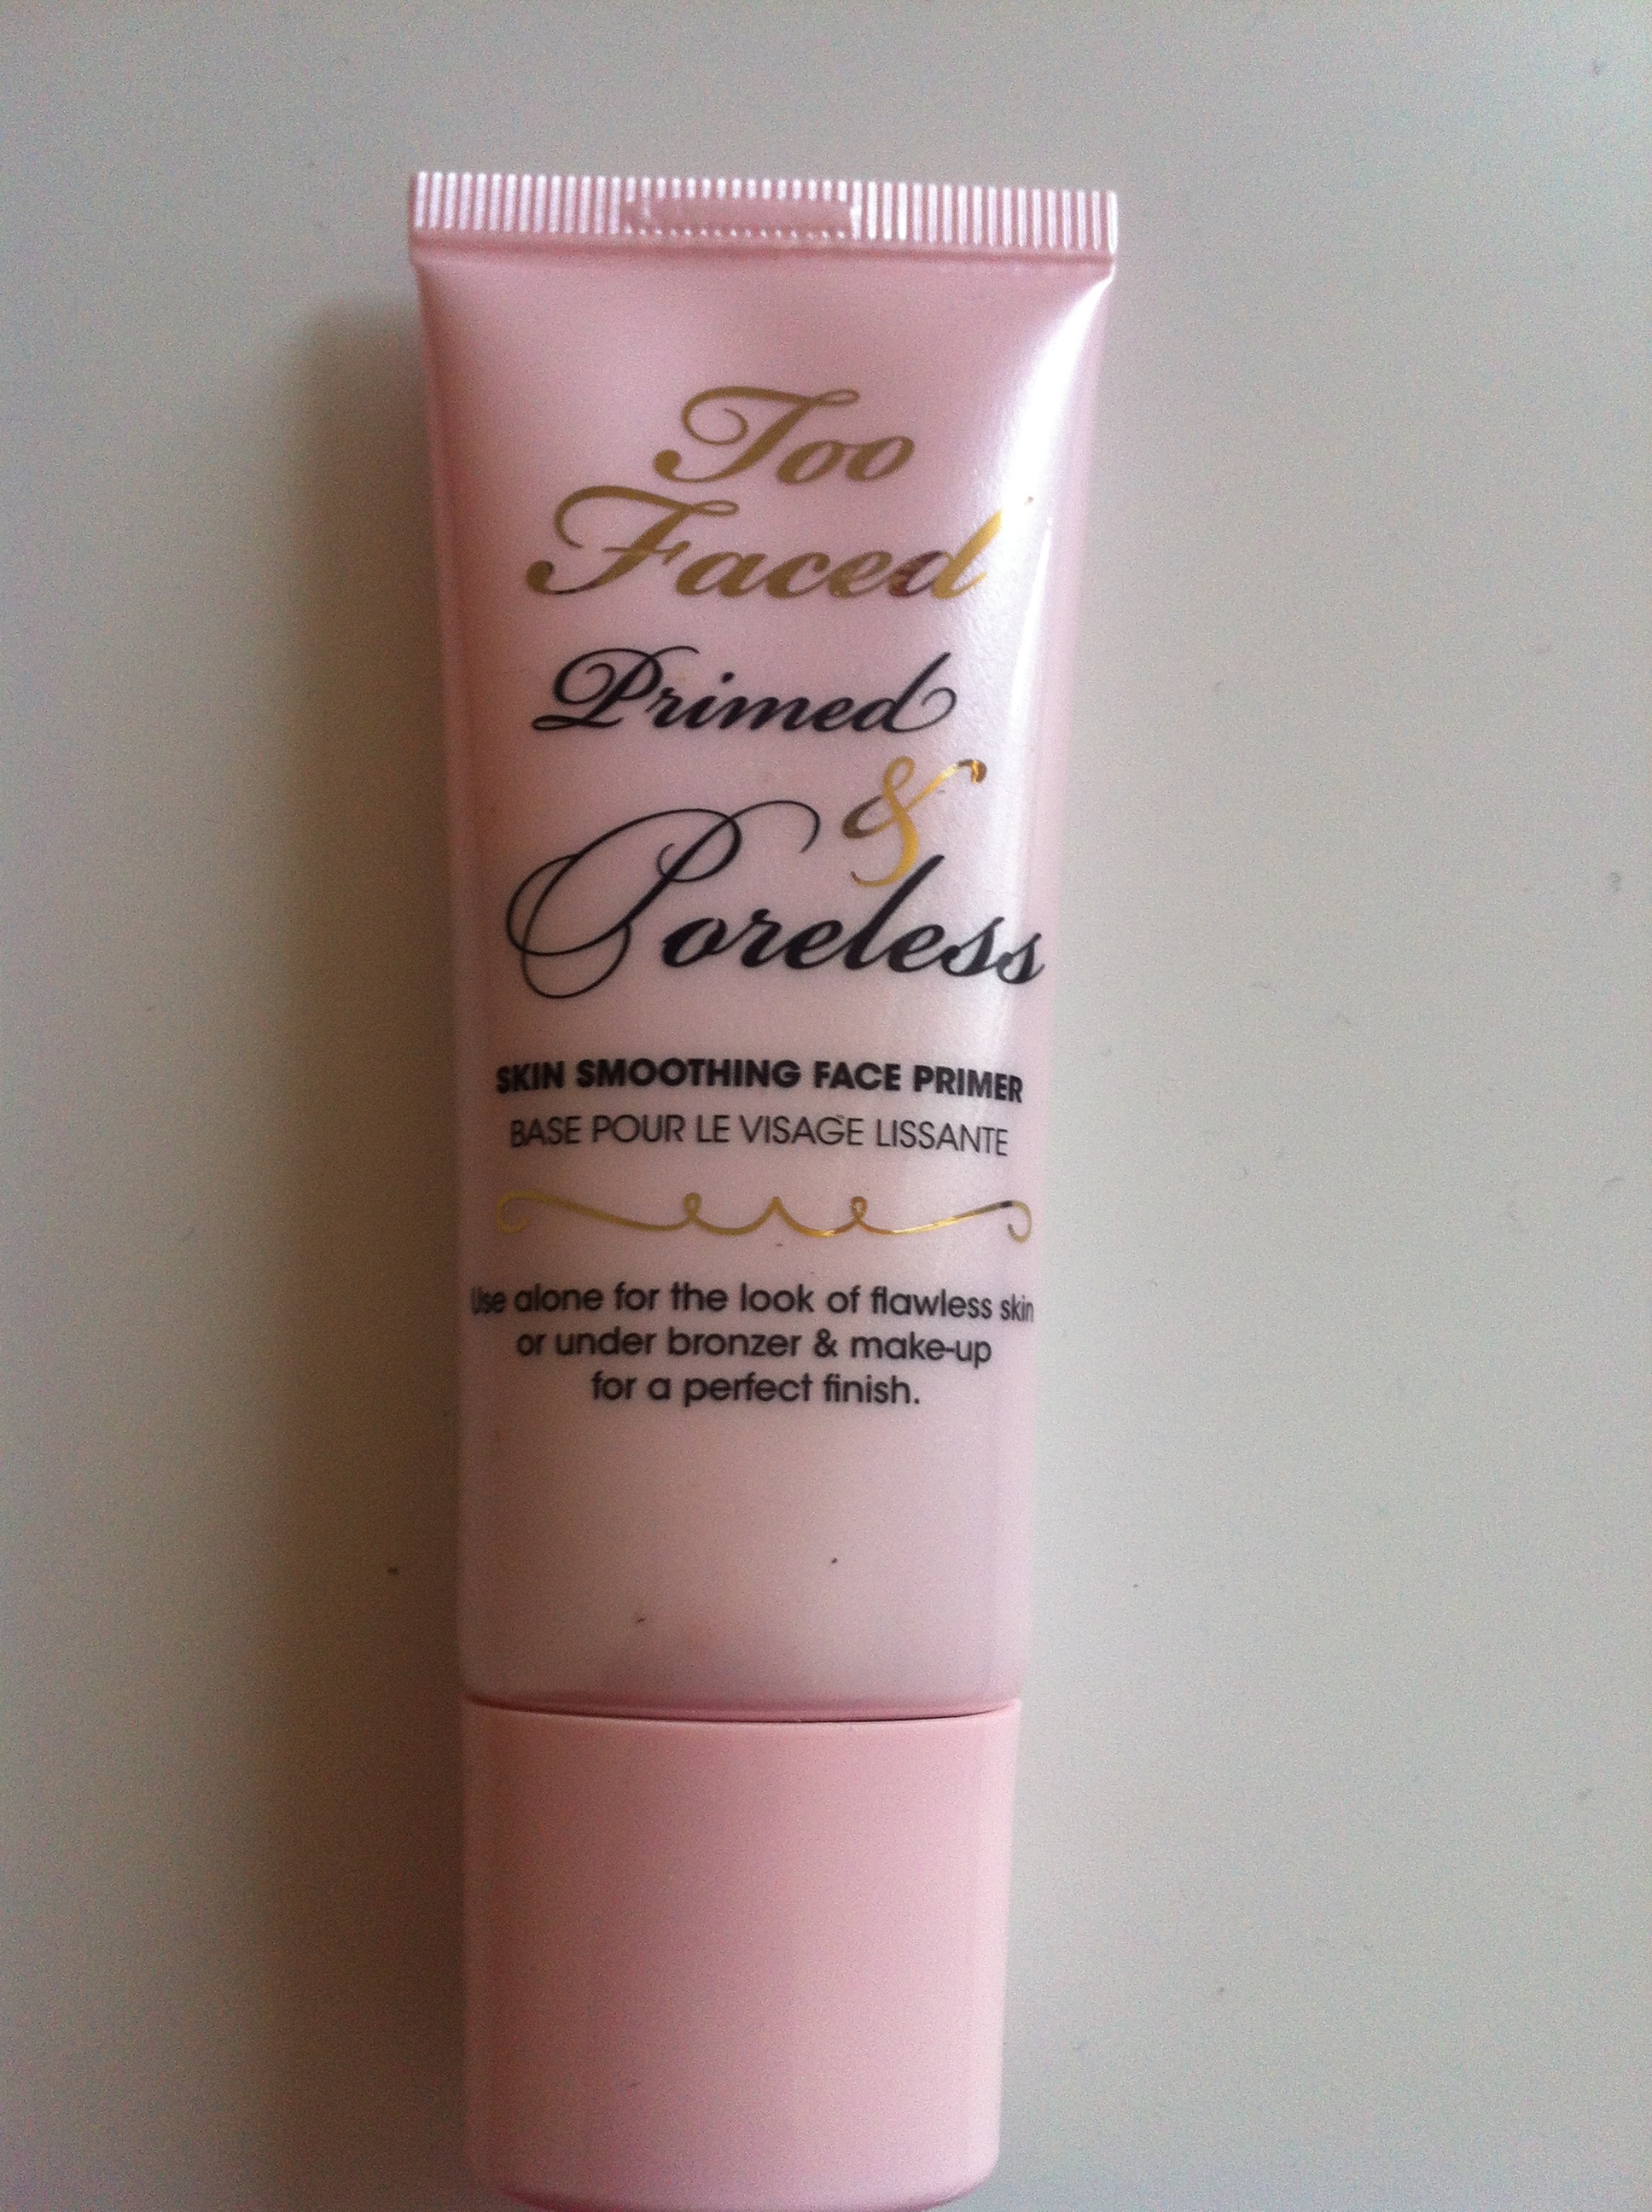 Too
Faced
Primed
&
Poreless
SKIN SMOOTHING FACE PRIMER
BASE POUR LE VISAGE LISSANTE
Use alone for the look of flawless skin
or under bronzer & make-up
for a perfect finish.